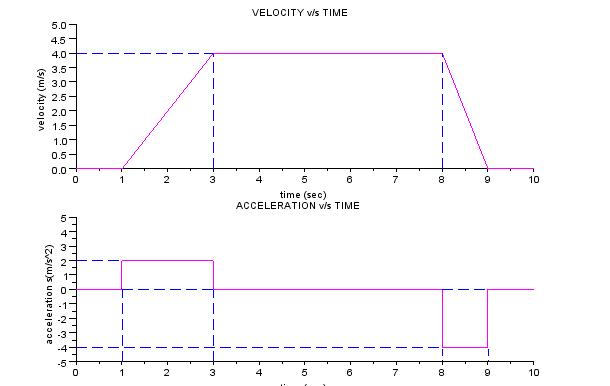 VELOCITY v/s TIME
5.0
4.5
4.0
3.5
3.0
2.5
2.0
1.5
1.0
0.5
0.0
velocity (m/s)
0 1 2 3 4 5 6 7 8 9 10
time (sec)
ACCELERATION v/s TIME
5
4
3
2
1
0
-1
-2
-3
-4
-5
acceleration s(m/s^2)
0 1 2 3 4 5 6 7 8 9 10
time (sec)